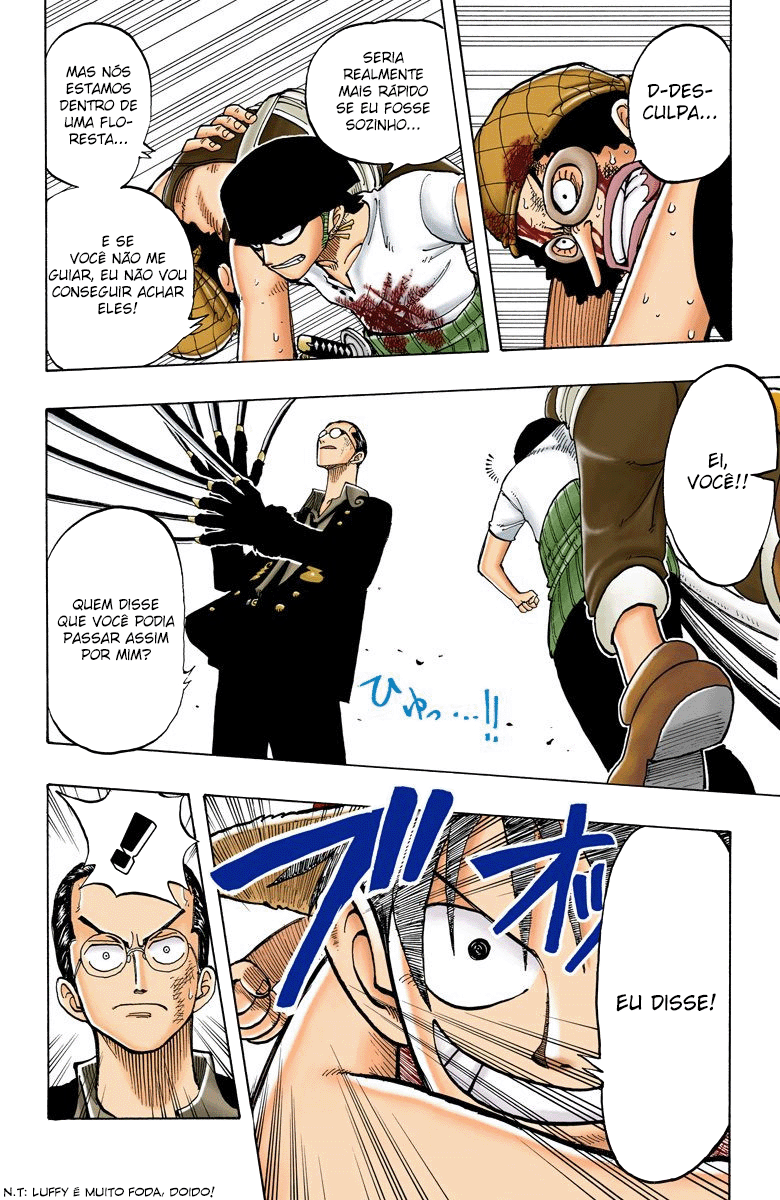 D-DES-
CULPA...
SERIA
REALMENTE
MAIS RÁPIDO
SE EU FOSSE
SOZINHO...
MAS NÓS
ESTAMOS
DENTRO DE
UMA FLO-
RESTA...
E SE
VOCÊ NÃO ME
GUIAR, EU NÃO VOU
CONSEGUIR ACHAR
ELES!
EI,
VOCÊ!!
QUEM DISSE
QUE VOCÊ PODIA
PASSAR ASSIM
POR MIM?
ひゅっ...!!
EU DISSE!
オッ
ブ
!
N.T: LUFFY É MUITO FODA, DOIDO!